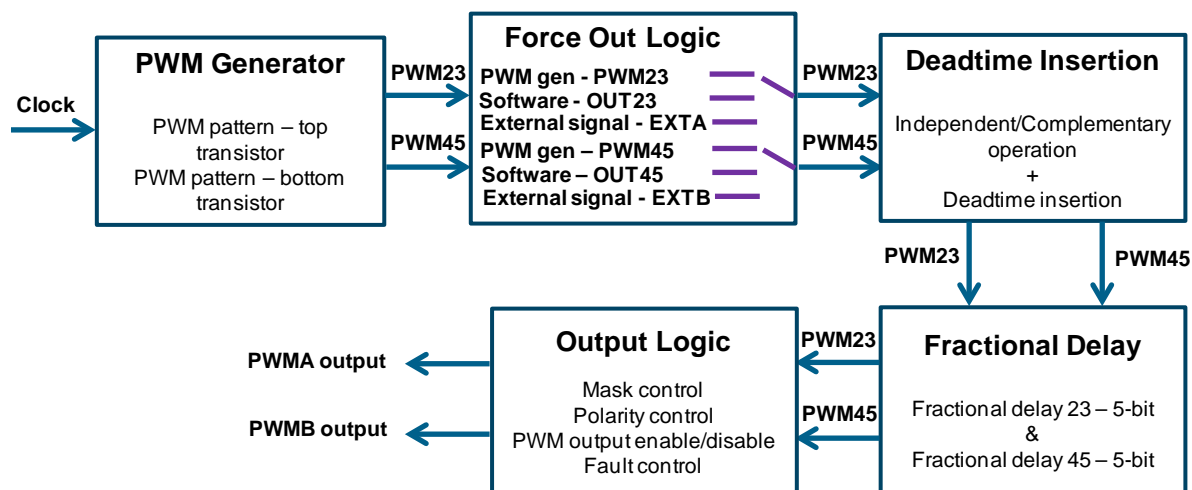 Clock
PWM Generator
PWM pattern – top
transistor
PWM pattern – bottom
transistor
PWM23
PWM45
Force Out Logic
PWM gen - PWM23
Software - OUT23
External signal - EXTA
PWM gen – PWM45
Software – OUT45
External signal - EXTB
PWM23
PWM45
Deadtime Insertion
Independent/Complementary
operation
+
Deadtime insertion
PWM23
PWM45
Fractional Delay
Fractional delay 23 – 5-bit
&
Fractional delay 45 – 5-bit
PWM23
PWM45
Output Logic
Mask control
Polarity control
PWM output enable/disable
Fault control
PWMA output
PWMB output